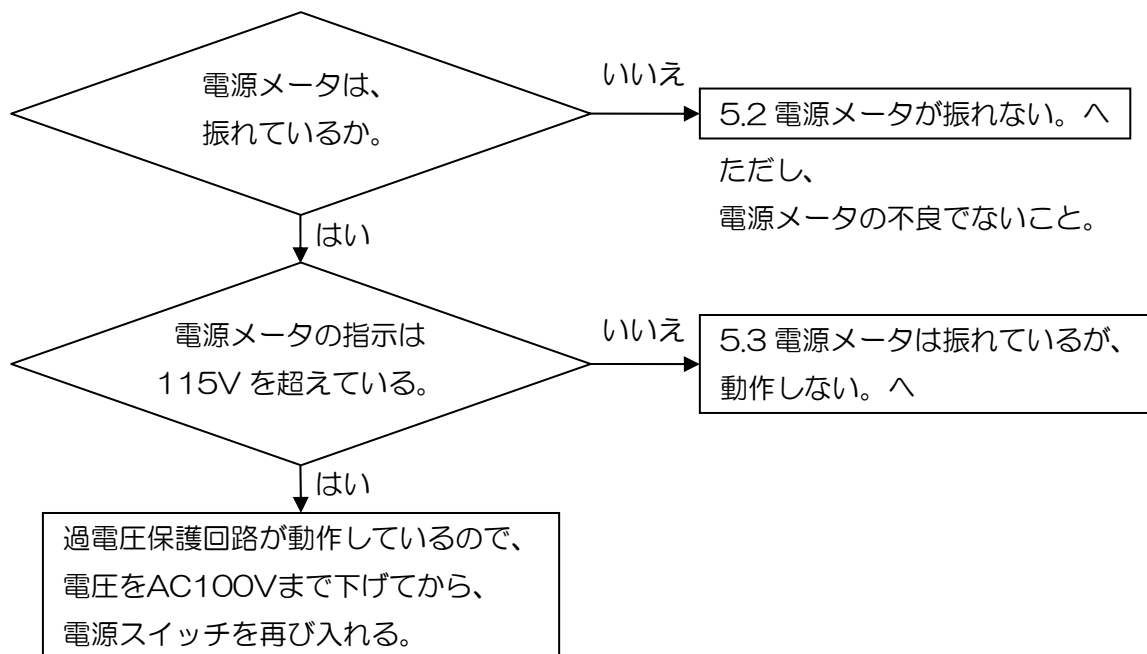 電源メータは、
振れているか。
いいえ
5.2 電源メータが振れない。へ
ただし、
電源メータの不良でないこと。
はい
電源メータの指示は
115V を超えている。
いいえ
5.3 電源メータは振れているが、
動作しない。へ
はい
過電圧保護回路が動作しているので、
電圧をAC100Vまで下げてから、
電源スイッチを再び入れる。